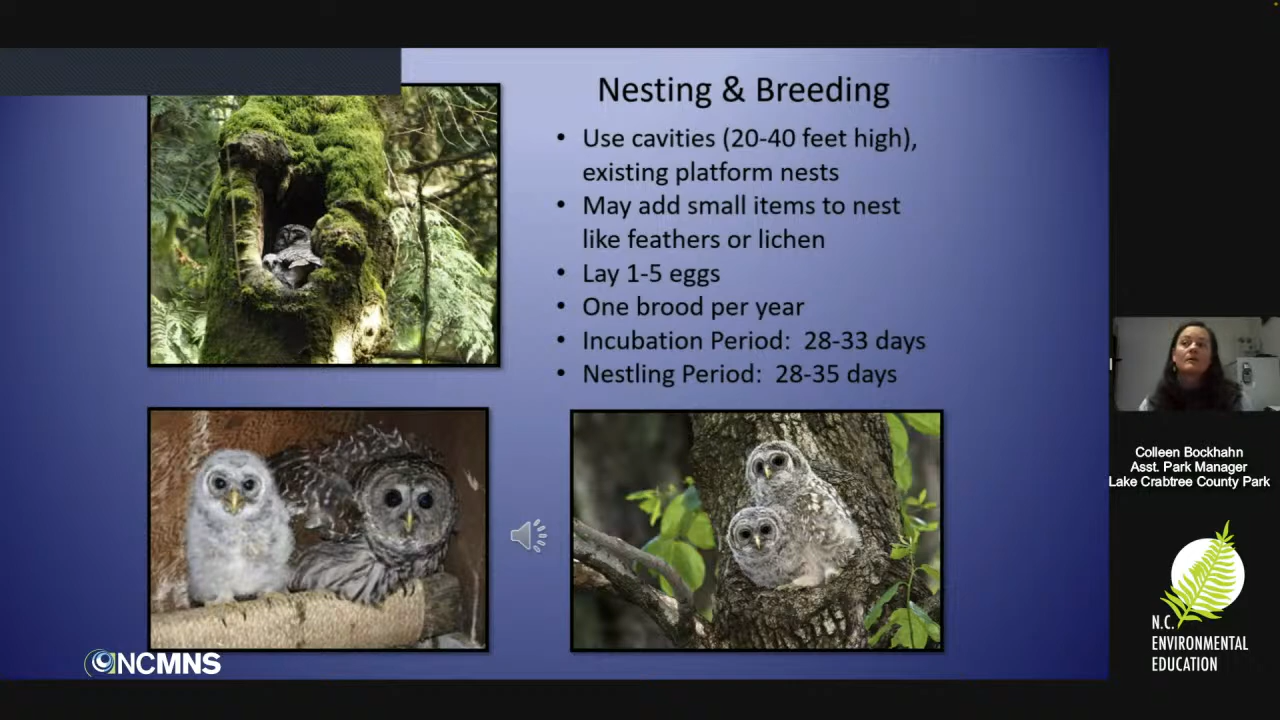 Nesting & Breeding
• Use cavities (20-40 feet high),
existing platform nests
• May add small items to nest
like feathers or lichen
• Lay 1-5 eggs
• One brood per year
• Incubation Period: 28-33 days
• Nestling Period: 28-35 days
NCMNS
Colleen Bockhahn
Asst. Park Manager
Lake Crabtree County Park
N.C.
ENVIRONMENTAL
EDUCATION